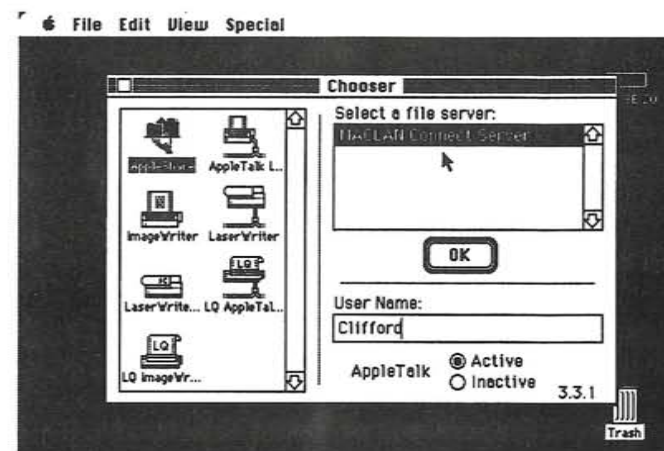 File Edit View Special
Chooser
AppleShare
AppleTalk I...
ImageWriter
LaserWriter
LaserWrite...
LQ AppleTal...
LQ ImageWr...
Select a file server:
MACLAN Connect Server
OK
User Name:
Clifford
AppleTalk
Active
Inactive
3.3.1
Trash